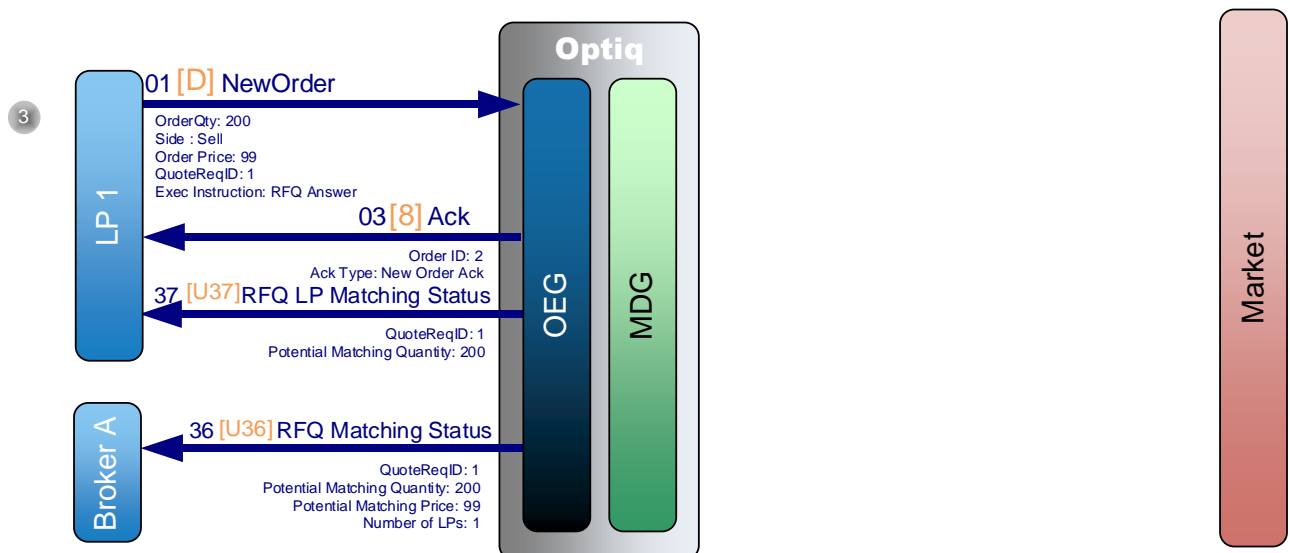 Optiq
3
LP 1
01 [D] NewOrder
OrderQty: 200
Side : Sell
Order Price: 99
QuoteReqID: 1
Exec Instruction: RFQ Answer
03 [8] Ack
Order ID: 2
Ack Type: New Order Ack
37 [U37]RFQ LP Matching Status
QuoteReqID: 1
Potential Matching Quantity: 200
OEG
MDG
Market
Broker A
36 [U36] RFQ Matching Status
QuoteReqID: 1
Potential Matching Quantity: 200
Potential Matching Price: 99
Number of LPs: 1